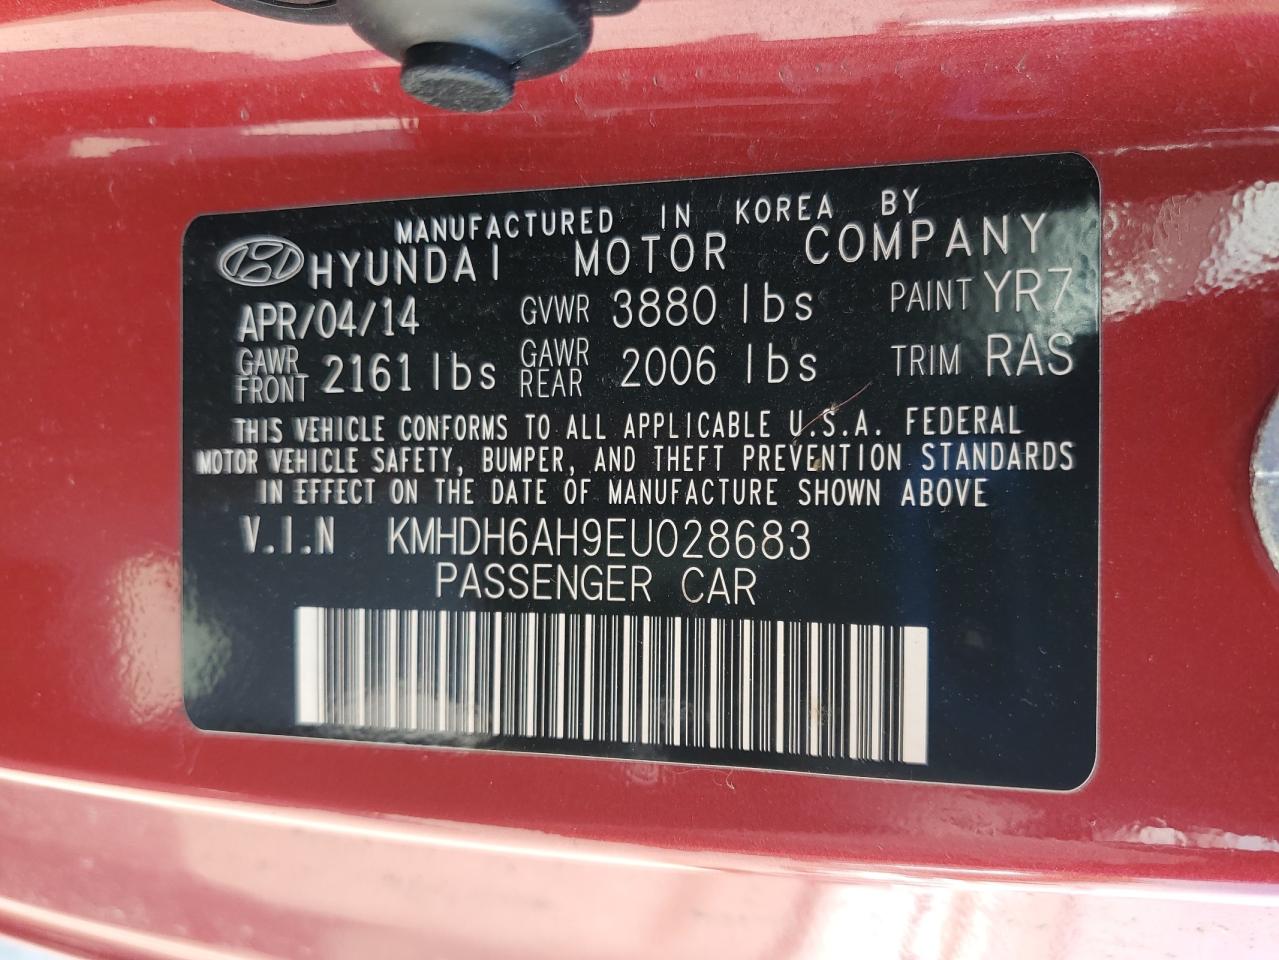 MANUFACTURED IN KOREA BY
HYUNDAI MOTOR COMPANY
APR/04/14 GVWR 3880 lbs PAINT YR7
GAWR FRONT 2161 lbs GAWR REAR 2006 lbs TRIM RAS
THIS VEHICLE CONFORMS TO ALL APPLICABLE U.S.A. FEDERAL
MOTOR VEHICLE SAFETY, BUMPER, AND THEFT PREVENTION STANDARDS
IN EFFECT ON THE DATE OF MANUFACTURE SHOWN ABOVE
V.I.N KMHDH6AH9EU028683
PASSENGER CAR